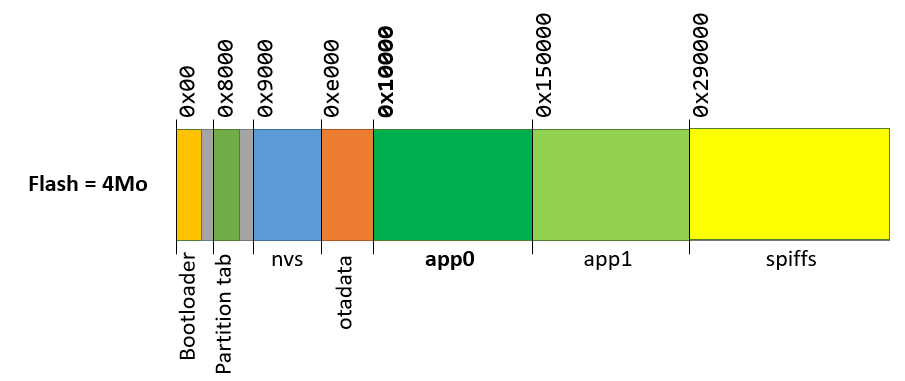 0x00
0x8000
0x9000
0xe000
0x10000
0x150000
0x290000
Flash = 4Mo
Bootloader
Partition tab
nvs
otadata
app0
app1
spiffs